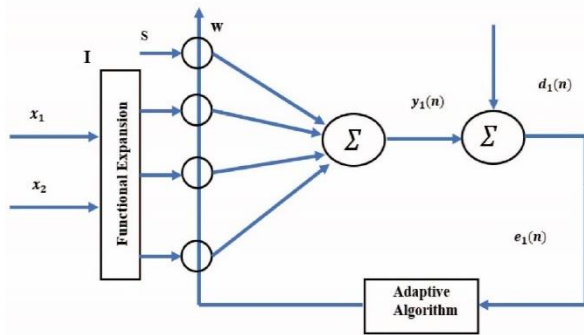 S
W
I
x₁
x₂
Functional Expansion
Σ
y₁(n)
Σ
d₁(n)
e₁(n)
Adaptive
Algorithm